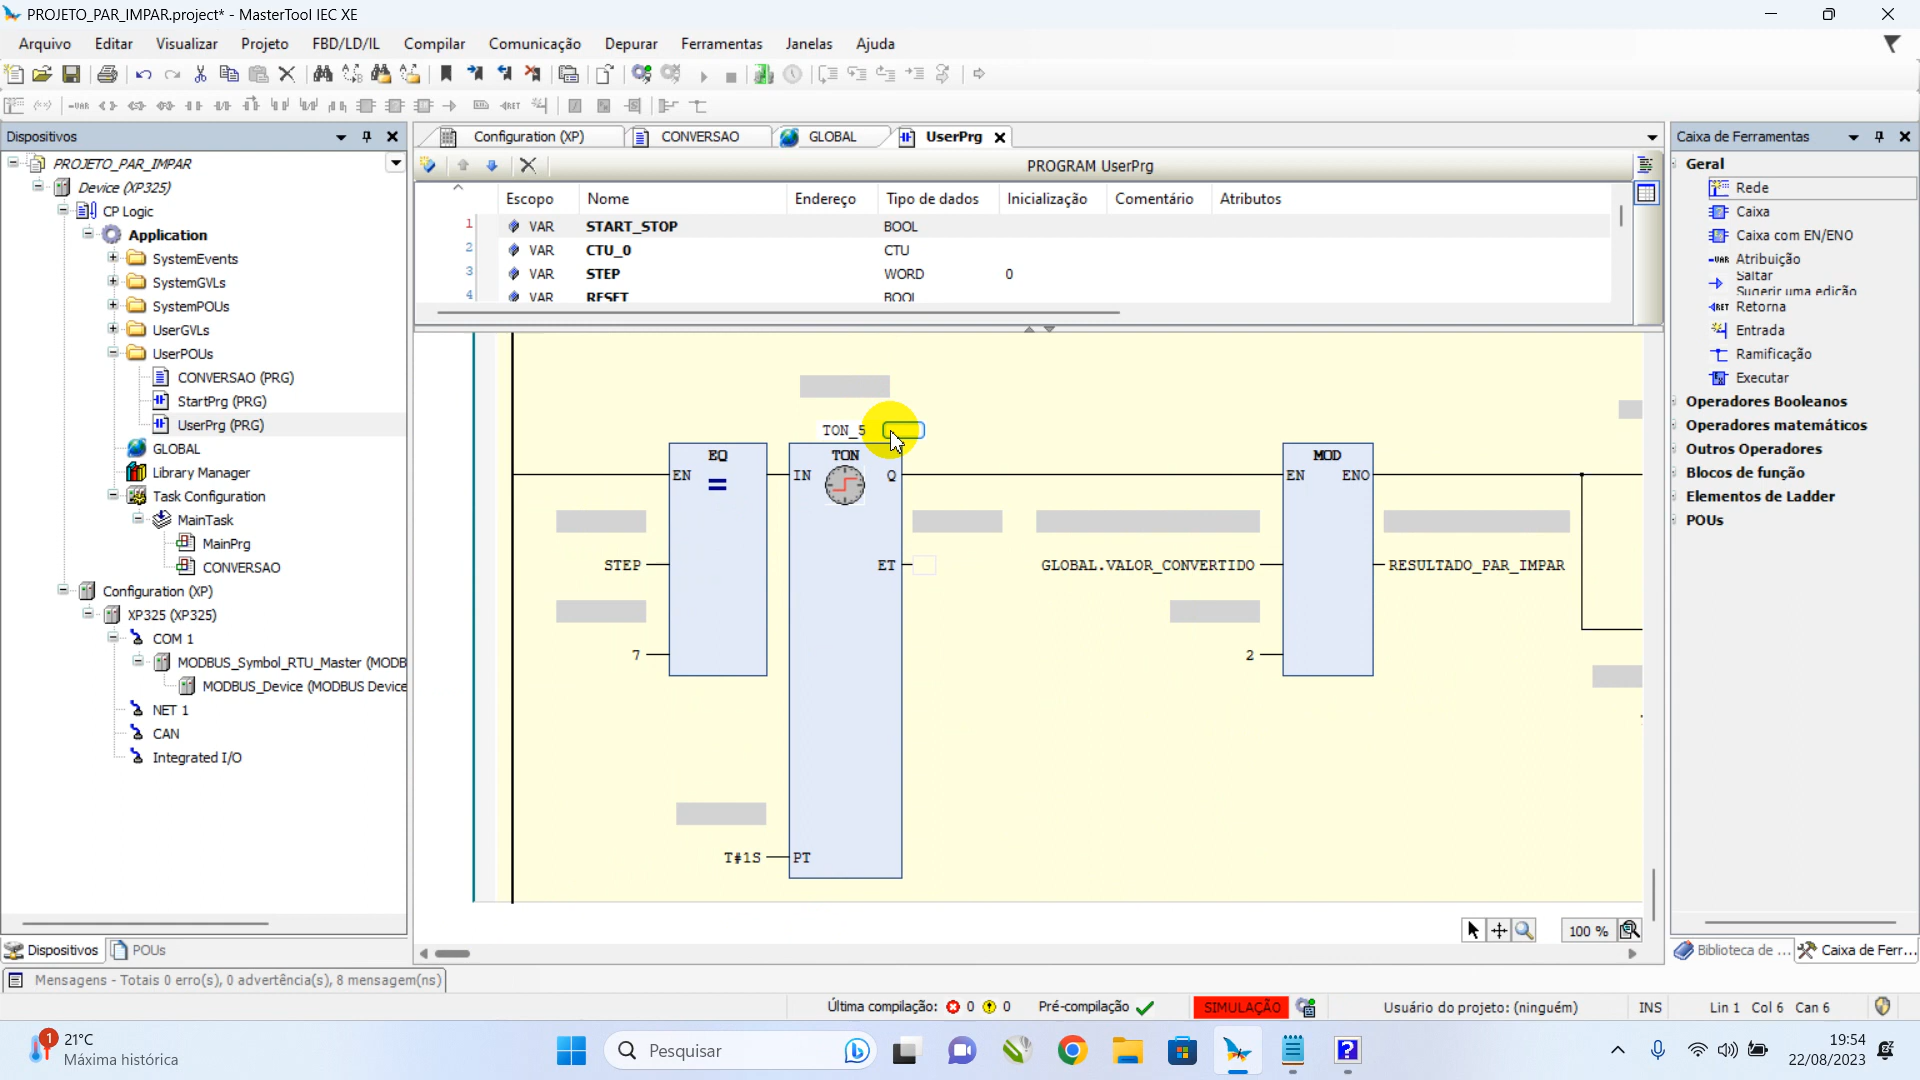 PROJETO_PAR_IMPAR.project* - MasterTool IEC XE
Arquivo Editar Visualizar Projeto FBD/LD/IL Compilar Comunicação Depurar Ferramentas Janelas Ajuda
Dispositivos
PROJETO_PAR_IMPAR
Device (XP325)
CP Logic
Application
SystemEvents
SystemGVLs
SystemPOUs
UserGVLs
UserPOUs
CONVERSAO (PRG)
StartPrg (PRG)
UserPrg (PRG)
GLOBAL
Library Manager
Task Configuration
MainTask
MainPrg
CONVERSAO
Configuration (XP)
XP325 (XP325)
COM 1
MODBUS_Symbol_RTU_Master (MODB
MODBUS_Device (MODBUS Device
NET 1
CAN
Integrated I/O
Dispositivos POUs
Configuration (XP) CONVERSAO GLOBAL UserPrg
PROGRAM UserPrg
Escopo Nome Endereço Tipo de dados Inicialização Comentário Atributos
1 VAR START_STOP BOOL
2 VAR CTU_0 CTU
3 VAR STEP WORD 0
4 VAR RESET BOOL
TON_5
EQ TON MOD
EN IN Q EN ENO
STEP ET GLOBAL.VALOR_CONVERTIDO RESULTADO_PAR_IMPAR
7 2
T#1S PT
100 %
Caixa de Ferramentas
Geral
Rede
Caixa
Caixa com EN/ENO
Atribuição
Saltar
Sugerir uma edição
Retorna
Entrada
Ramificação
Executar
Operadores Booleanos
Operadores matemáticos
Outros Operadores
Blocos de função
Elementos de Ladder
POUs
Biblioteca de ... Caixa de Ferr...
Mensagens - Totais 0 erro(s), 0 advertência(s), 8 mensagem(ns)
Última compilação: 0 0 Pré-compilação SIMULAÇÃO Usuário do projeto: (ninguém) INS Lin 1 Col 6 Can 6
1
21°C
Máxima histórica
Pesquisar
19:54
22/08/2023